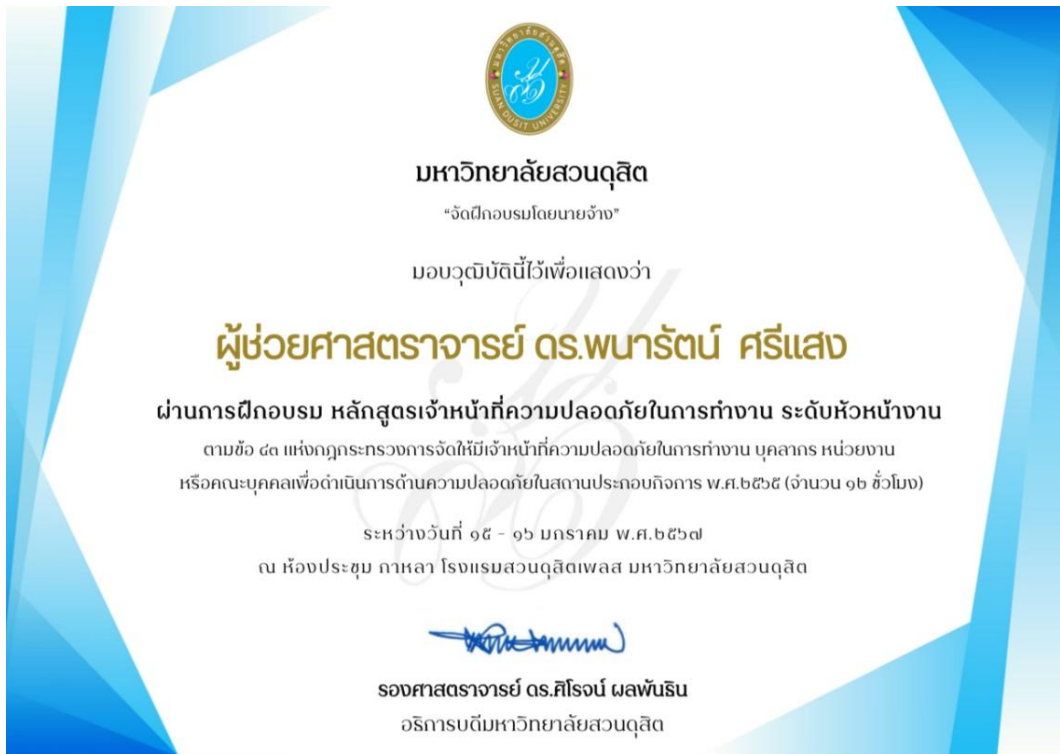 มหาวิทยาลัยสวนดุสิต
SUAN DUSIT UNIVERSITY
มหาวิทยาลัยสวนดุสิต
“จัดฝึกอบรมโดยนายจ้าง”
มอบวุฒิบัตินี้ไว้เพื่อแสดงว่า
ผู้ช่วยศาสตราจารย์ ดร.พนารัตน์ ศรีแสง
ผ่านการฝึกอบรม หลักสูตรเจ้าหน้าที่ความปลอดภัยในการทำงาน ระดับหัวหน้างาน
ตามข้อ ๔๓ แห่งกฎกระทรวงการจัดให้มีเจ้าหน้าที่ความปลอดภัยในการทำงาน บุคลากร หน่วยงาน
หรือคณะบุคคลเพื่อดำเนินการด้านความปลอดภัยในสถานประกอบกิจการ พ.ศ.๒๕๖๕ (จำนวน ๑๒ ชั่วโมง)
ระหว่างวันที่ ๑๕ - ๑๖ มกราคม พ.ศ.๒๕๖๗
ณ ห้องประชุม กาหลา โรงแรมสวนดุสิตเพลส มหาวิทยาลัยสวนดุสิต
รองศาสตราจารย์ ดร.ศิโรจน์ ผลพันธิน
อธิการบดีมหาวิทยาลัยสวนดุสิต